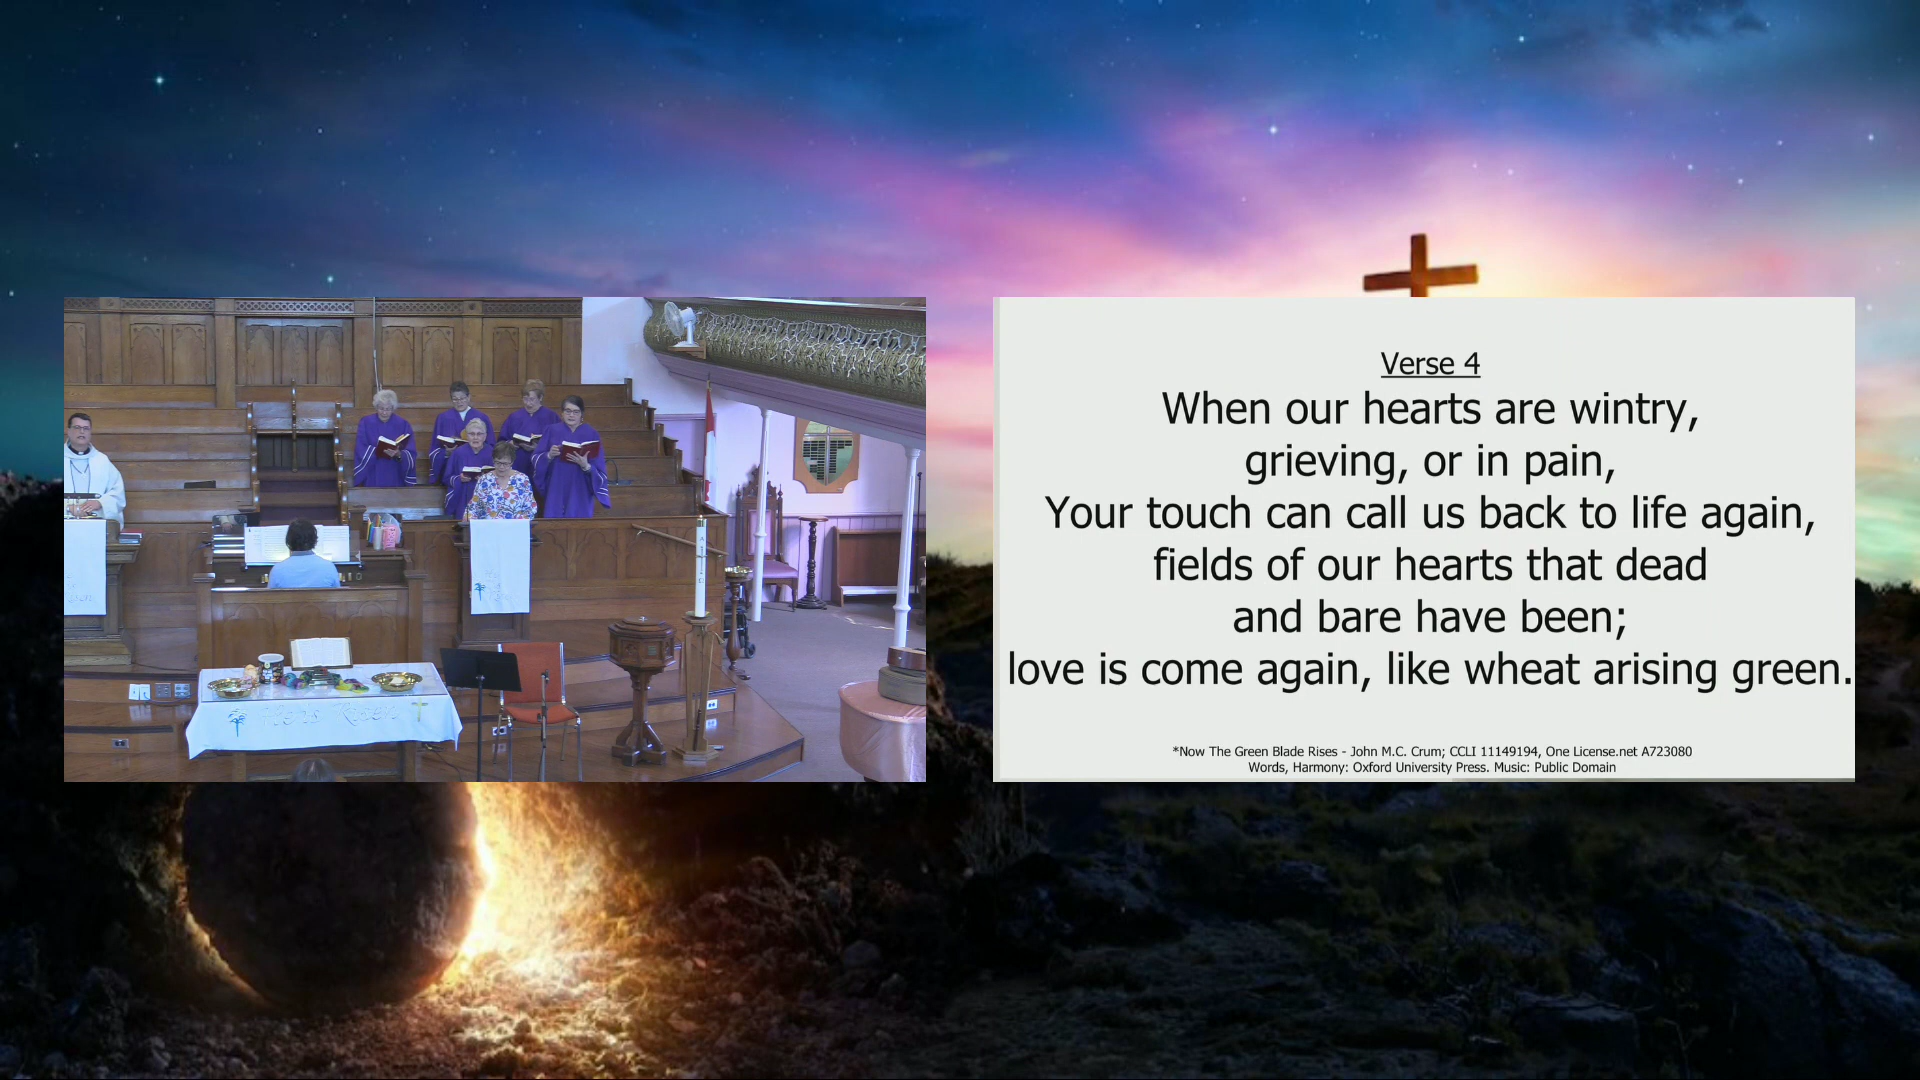 He is Risen
Verse 4
When our hearts are wintry,
grieving, or in pain,
Your touch can call us back to life again,
fields of our hearts that dead
and bare have been;
love is come again, like wheat arising green.
*Now The Green Blade Rises - John M.C. Crum; CCLI 11149194, One License.net A723080
Words, Harmony: Oxford University Press. Music: Public Domain